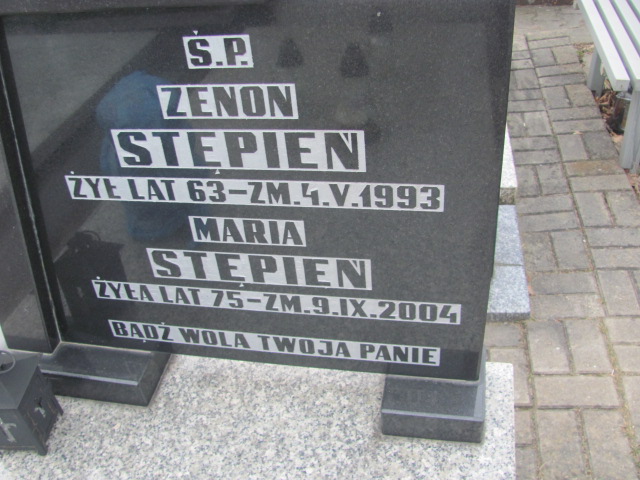 Ś.P.
ZENON
STĘPIEŃ
ŻYŁ LAT 63-ZM.4.V.1993
MARIA
STĘPIEŃ
ŻYŁA LAT 75-ZM.9.IX.2004
BĄDŹ WOLA TWOJA PANIE